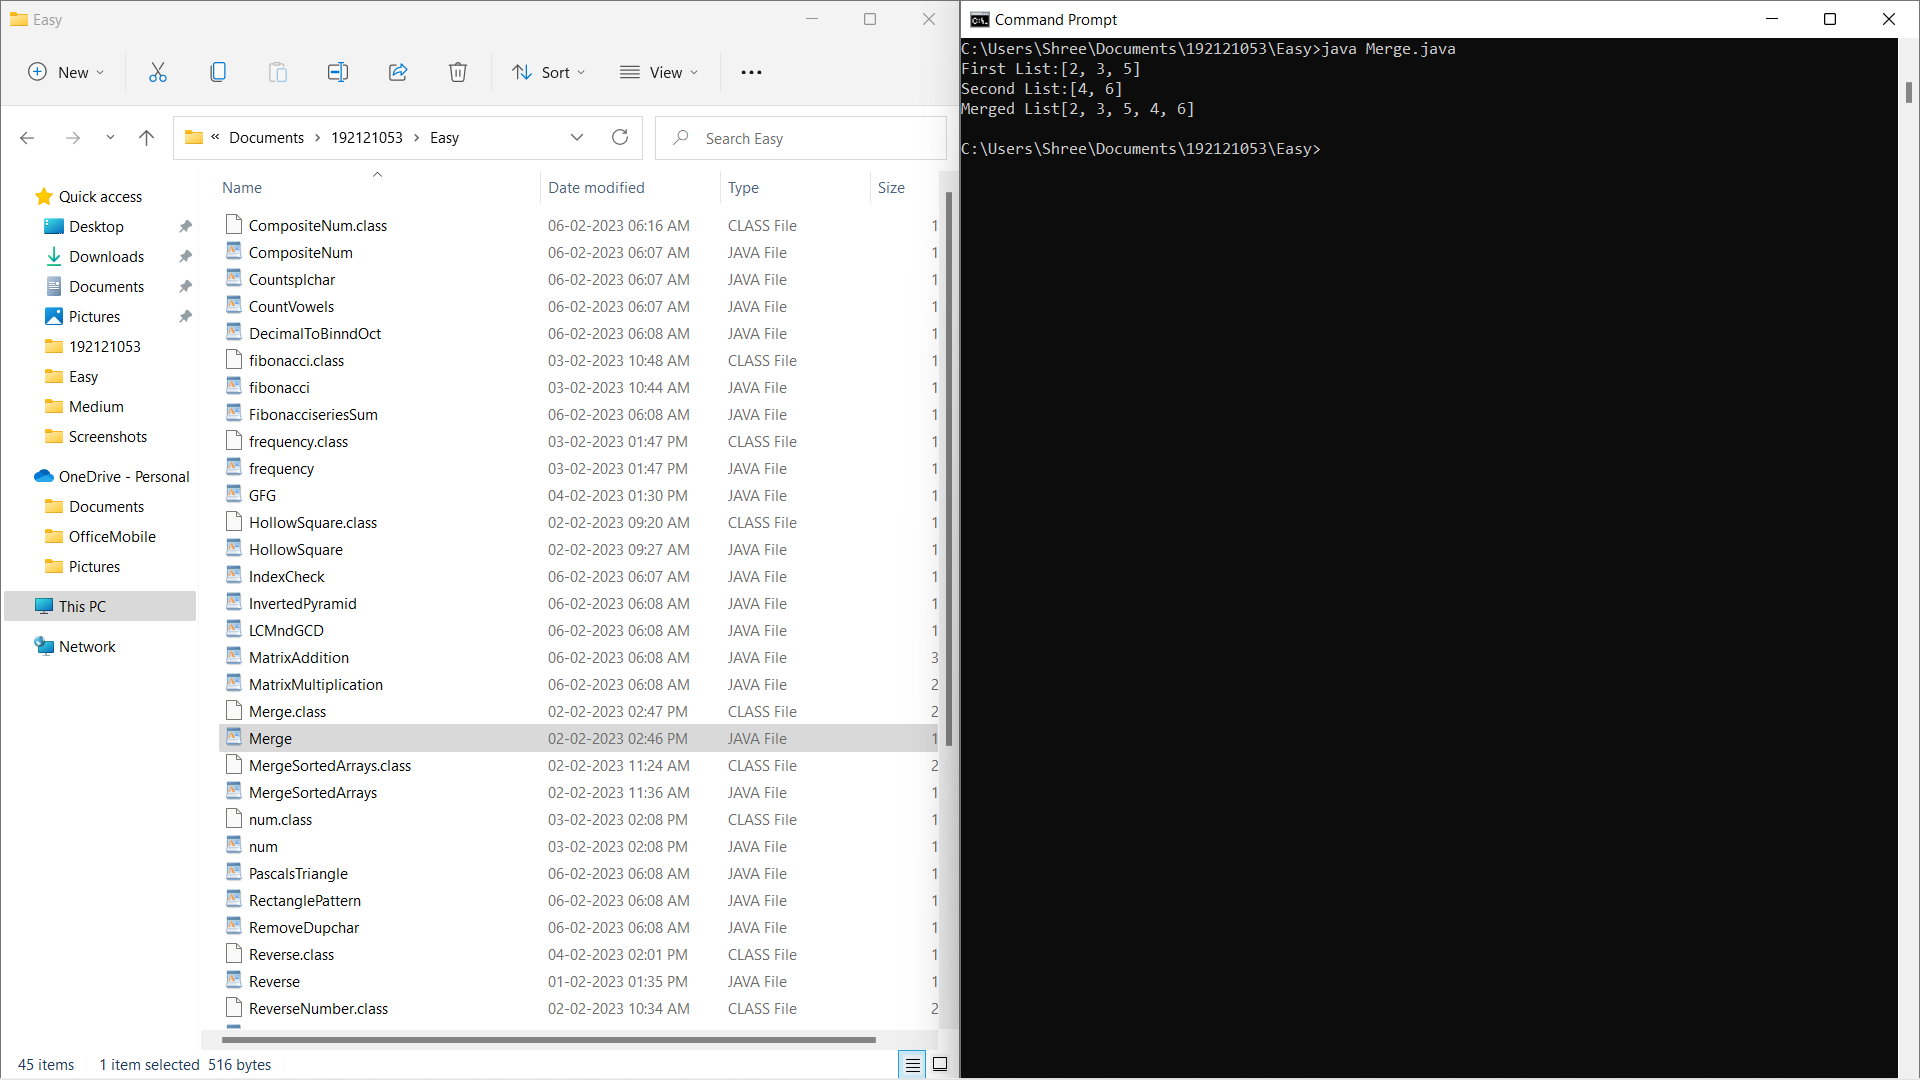 Easy
New
Sort
View
« Documents > 192121053 > Easy
Search Easy
Quick access
Desktop
Downloads
Documents
Pictures
192121053
Easy
Medium
Screenshots
OneDrive - Personal
Documents
OfficeMobile
Pictures
This PC
Network
Name Date modified Type Size
CompositeNum.class 06-02-2023 06:16 AM CLASS File 1
CompositeNum 06-02-2023 06:07 AM JAVA File 1
Countsplchar 06-02-2023 06:07 AM JAVA File 1
CountVowels 06-02-2023 06:07 AM JAVA File 1
DecimalToBinndOct 06-02-2023 06:08 AM JAVA File 1
fibonacci.class 03-02-2023 10:48 AM CLASS File 1
fibonacci 03-02-2023 10:44 AM JAVA File 1
FibonacciseriesSum 06-02-2023 06:08 AM JAVA File 1
frequency.class 03-02-2023 01:47 PM CLASS File 1
frequency 03-02-2023 01:47 PM JAVA File 1
GFG 04-02-2023 01:30 PM JAVA File 1
HollowSquare.class 02-02-2023 09:20 AM CLASS File 1
HollowSquare 02-02-2023 09:27 AM JAVA File 1
IndexCheck 06-02-2023 06:07 AM JAVA File 1
InvertedPyramid 06-02-2023 06:08 AM JAVA File 1
LCMndGCD 06-02-2023 06:08 AM JAVA File 1
MatrixAddition 06-02-2023 06:08 AM JAVA File 3
MatrixMultiplication 06-02-2023 06:08 AM JAVA File 2
Merge.class 02-02-2023 02:47 PM CLASS File 2
Merge 02-02-2023 02:46 PM JAVA File 1
MergeSortedArrays.class 02-02-2023 11:24 AM CLASS File 2
MergeSortedArrays 02-02-2023 11:36 AM JAVA File 1
num.class 03-02-2023 02:08 PM CLASS File 1
num 03-02-2023 02:08 PM JAVA File 1
PascalsTriangle 06-02-2023 06:08 AM JAVA File 1
RectanglePattern 06-02-2023 06:08 AM JAVA File 1
RemoveDupchar 06-02-2023 06:08 AM JAVA File 1
Reverse.class 04-02-2023 02:01 PM CLASS File 1
Reverse 01-02-2023 01:35 PM JAVA File 1
ReverseNumber.class 02-02-2023 10:34 AM CLASS File 2
45 items 1 item selected 516 bytes
Command Prompt
C:\Users\Shree\Documents\192121053\Easy>java Merge.java
First List:[2, 3, 5]
Second List:[4, 6]
Merged List[2, 3, 5, 4, 6]
C:\Users\Shree\Documents\192121053\Easy>